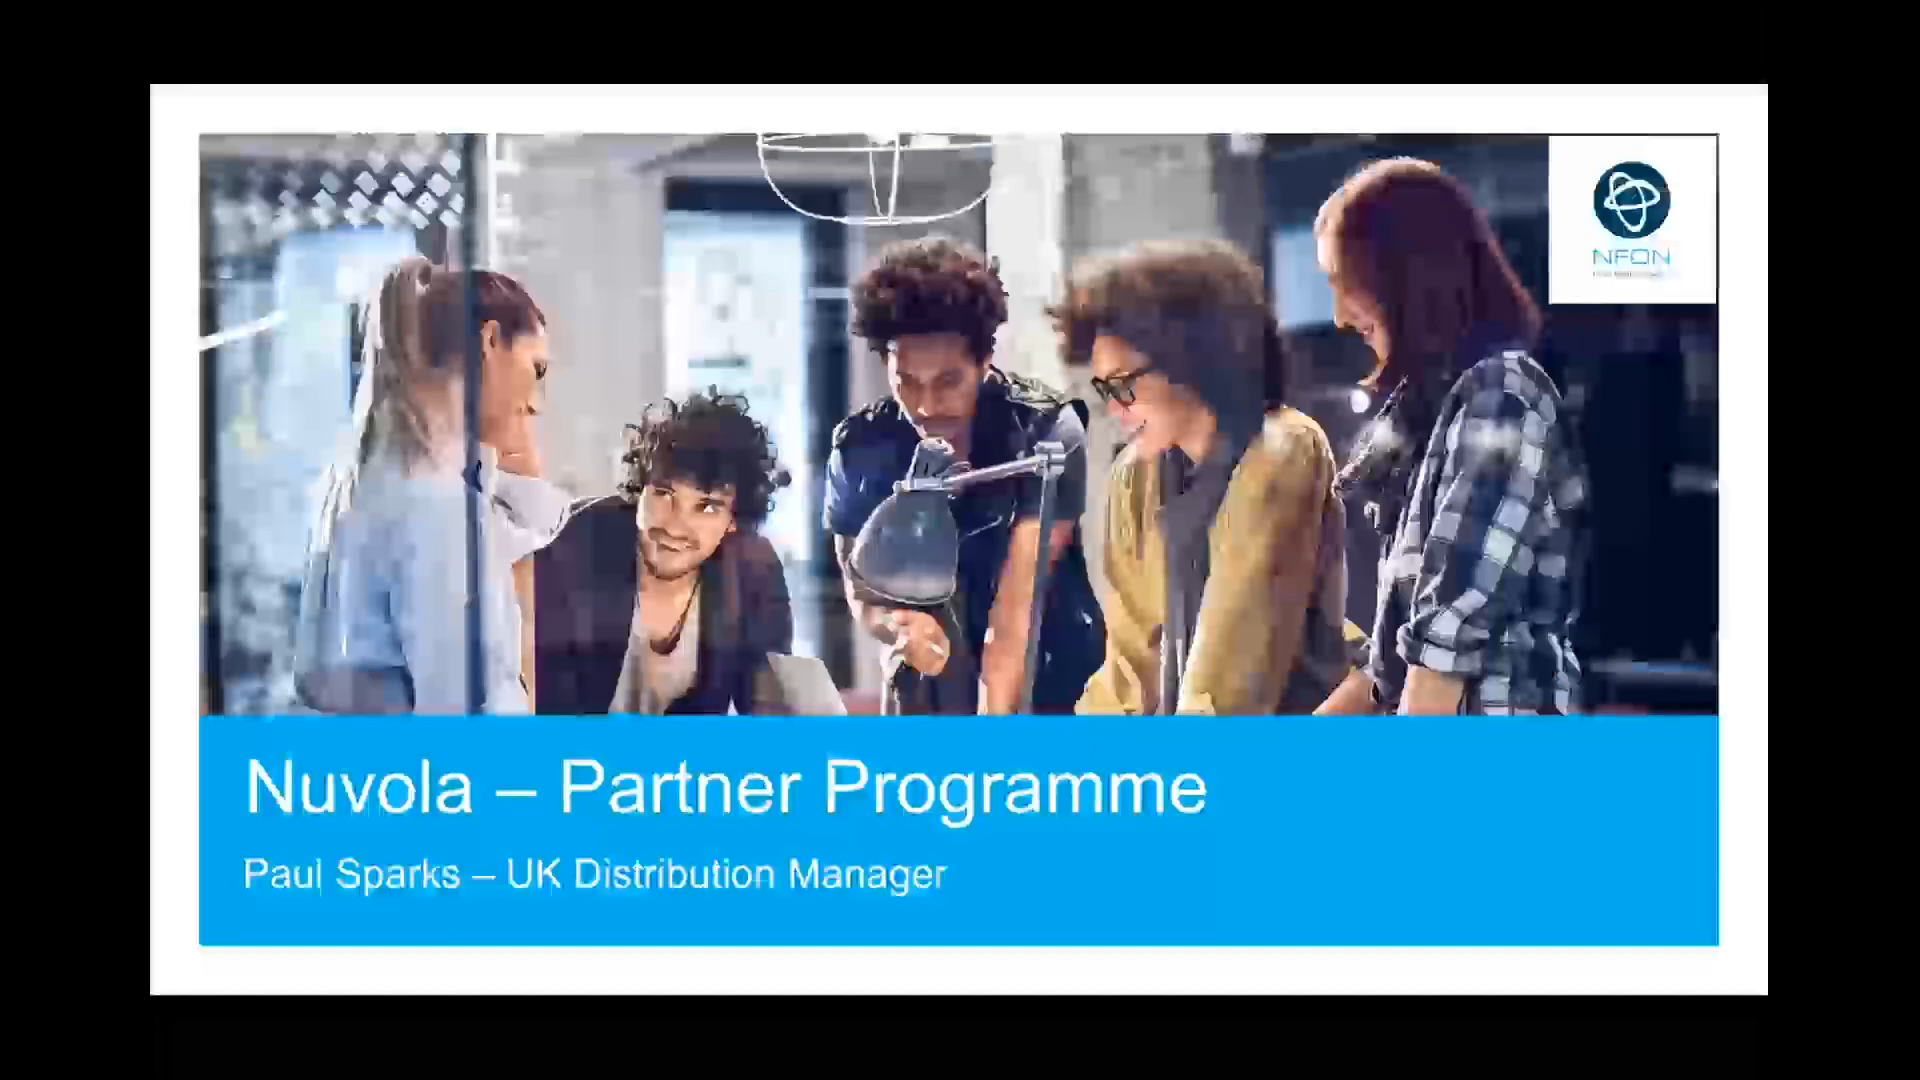 NFON
Nuvola – Partner Programme
Paul Sparks – UK Distribution Manager